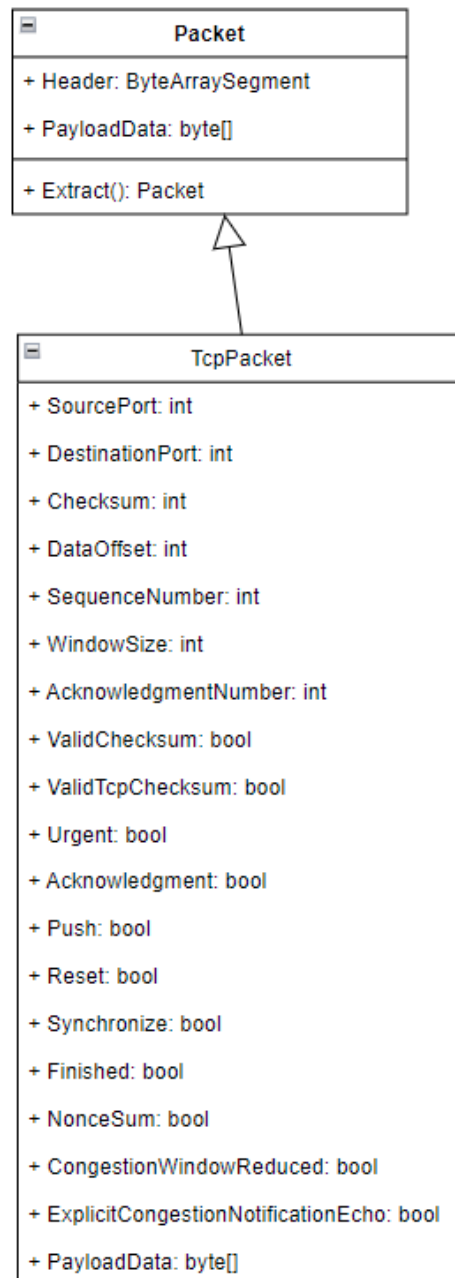 Packet
+ Header: ByteArraySegment
+ PayloadData: byte[]
+ Extract(): Packet
TcpPacket
+ SourcePort: int
+ DestinationPort: int
+ Checksum: int
+ DataOffset: int
+ SequenceNumber: int
+ WindowSize: int
+ AcknowledgmentNumber: int
+ ValidChecksum: bool
+ ValidTcpChecksum: bool
+ Urgent: bool
+ Acknowledgment: bool
+ Push: bool
+ Reset: bool
+ Synchronize: bool
+ Finished: bool
+ NonceSum: bool
+ CongestionWindowReduced: bool
+ ExplicitCongestionNotificationEcho: bool
+ PayloadData: byte[]